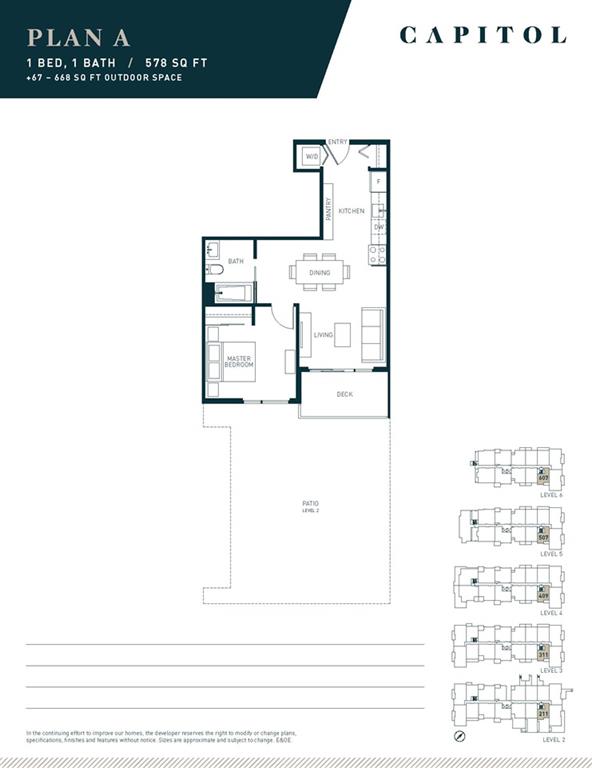 PLAN A
CAPITOL
1 BED, 1 BATH / 578 SQ FT
+67 – 668 SQ FT OUTDOOR SPACE
ENTRY
W/D
F
PANTRY
KITCHEN
DW
BATH
DINING
LIVING
MASTER
BEDROOM
DECK
PATIO
LEVEL 2
607
LEVEL 6
507
LEVEL 5
409
LEVEL 4
311
LEVEL 3
211
LEVEL 2
In the continuing effort to improve our homes, the developer reserves the right to modify or change plans,
specifications, finishes and features without notice. Sizes are approximate and subject to change. E&OE.